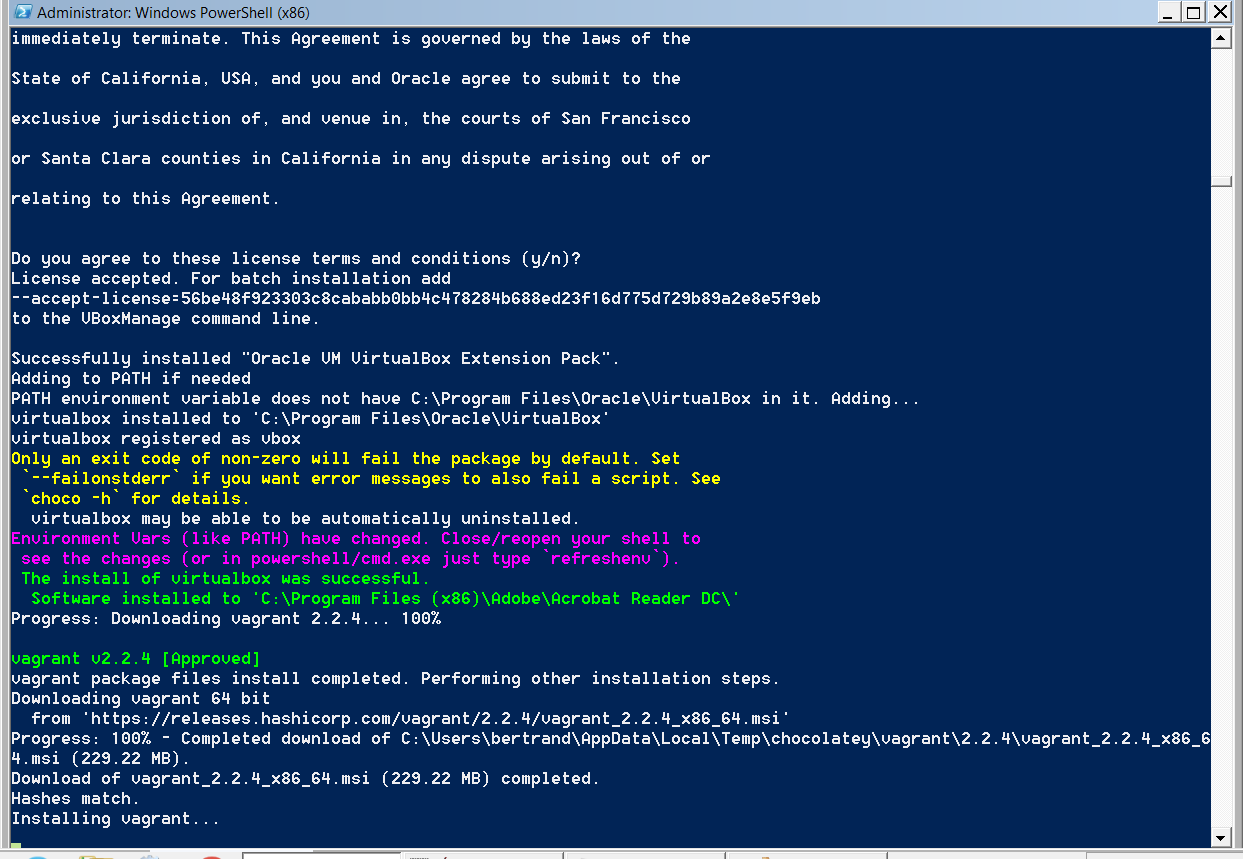 Administrator: Windows PowerShell (x86)
immediately terminate. This Agreement is governed by the laws of the
State of California, USA, and you and Oracle agree to submit to the
exclusive jurisdiction of, and venue in, the courts of San Francisco
or Santa Clara counties in California in any dispute arising out of or
relating to this Agreement.
Do you agree to these license terms and conditions (y/n)?
License accepted. For batch installation add
--accept-license=56be48f923303c8cababb0bb4c478284b688ed23f16d775d729b89a2e8e5f9eb
to the VBoxManage command line.
Successfully installed "Oracle VM VirtualBox Extension Pack".
Adding to PATH if needed
PATH environment variable does not have C:\Program Files\Oracle\VirtualBox in it. Adding...
virtualbox installed to 'C:\Program Files\Oracle\VirtualBox'
virtualbox registered as vbox
Only an exit code of non-zero will fail the package by default. Set
`--failonstderr` if you want error messages to also fail a script. See
`choco -h` for details.
virtualbox may be able to be automatically uninstalled.
Environment Vars (like PATH) have changed. Close/reopen your shell to
see the changes (or in powershell/cmd.exe just type `refreshenv`).
The install of virtualbox was successful.
Software installed to 'C:\Program Files (x86)\Adobe\Acrobat Reader DC\'
Progress: Downloading vagrant 2.2.4... 100%
vagrant v2.2.4 [Approved]
vagrant package files install completed. Performing other installation steps.
Downloading vagrant 64 bit
from 'https://releases.hashicorp.com/vagrant/2.2.4/vagrant_2.2.4_x86_64.msi'
Progress: 100% - Completed download of C:\Users\bertrand\AppData\Local\Temp\chocolatey\vagrant\2.2.4\vagrant_2.2.4_x86_6
4.msi (229.22 MB).
Download of vagrant_2.2.4_x86_64.msi (229.22 MB) completed.
Hashes match.
Installing vagrant...